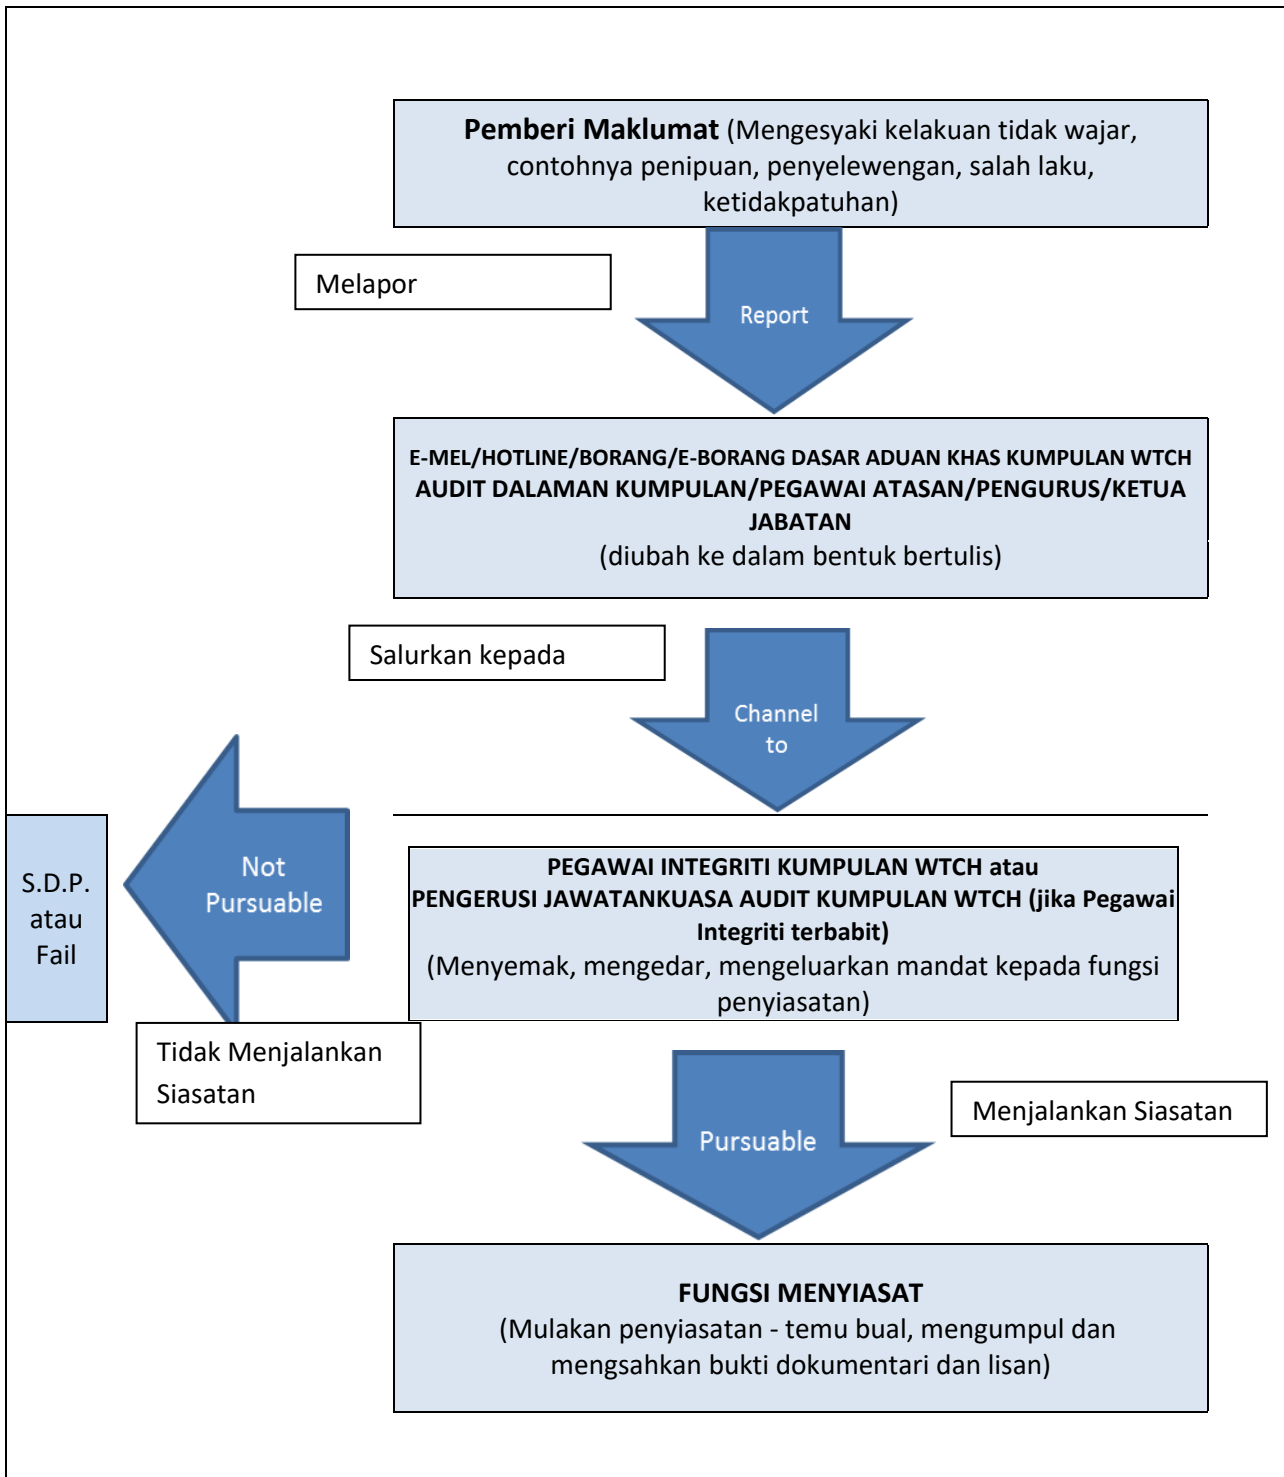 Pemberi Maklumat (Mengesyaki kelakuan tidak wajar,
contohnya penipuan, penyelewengan, salah laku,
ketidakpatuhan)
Melapor
Report
E-MEL/HOTLINE/BORANG/E-BORANG DASAR ADUAN KHAS KUMPULAN WTCH
AUDIT DALAMAN KUMPULAN/PEGAWAI ATASAN/PENGURUS/KETUA
JABATAN
(diubah ke dalam bentuk bertulis)
Salurkan kepada
Channel
to
S.D.P.
atau
Fail
Not
Pursuable
PEGAWAI INTEGRITI KUMPULAN WTCH atau
PENGERUSI JAWATANKUASA AUDIT KUMPULAN WTCH (jika Pegawai
Integriti terbabit)
(Menyemak, mengedar, mengeluarkan mandat kepada fungsi
penyiasatan)
Tidak Menjalankan
Siasatan
Pursuable
Menjalankan Siasatan
FUNGSI MENYIASAT
(Mulakan penyiasatan - temu bual, mengumpul dan
mengsahkan bukti dokumentari dan lisan)